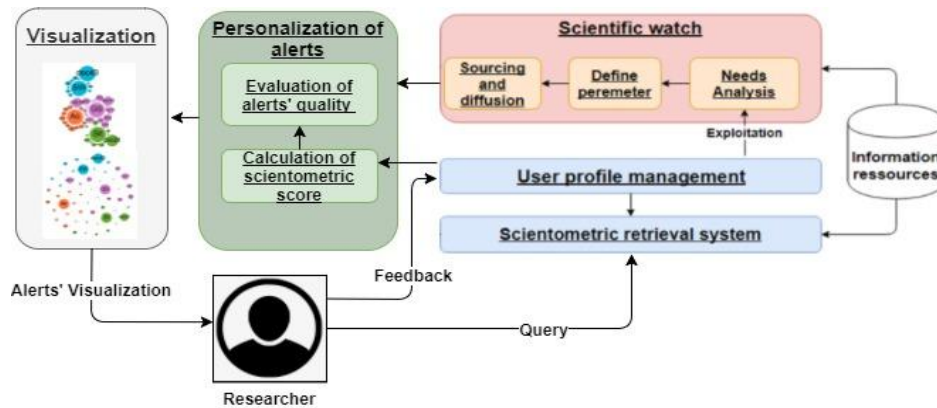 Visualization
Personalization of
alerts
Evaluation of
alerts' quality
Calculation of
scientometric
score
Scientific watch
Sourcing
and
diffusion
Define
peremeter
Needs
Analysis
Exploitation
Information
ressources
User profile management
Scientometric retrieval system
Feedback
Alerts' Visualization
Query
Researcher